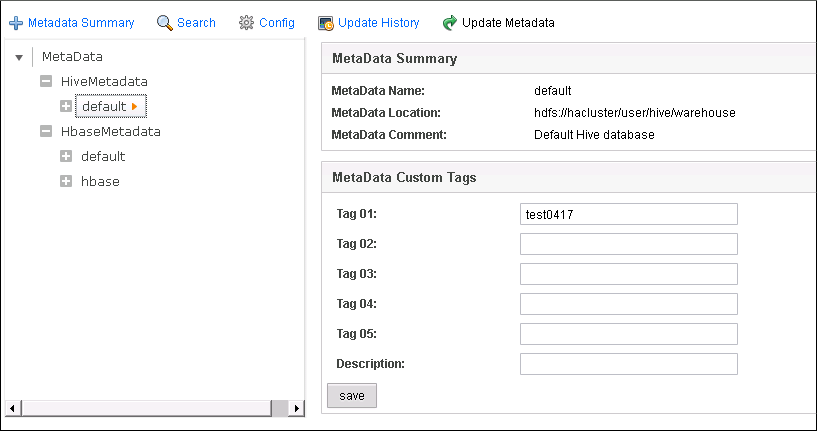 Metadata Summary Search Config Update History Update Metadata
MetaData
HiveMetadata
default
HbaseMetadata
default
hbase
MetaData Summary
MetaData Name: default
MetaData Location: hdfs://hacluster/user/hive/warehouse
MetaData Comment: Default Hive database
MetaData Custom Tags
Tag 01: test0417
Tag 02:
Tag 03:
Tag 04:
Tag 05:
Description:
save